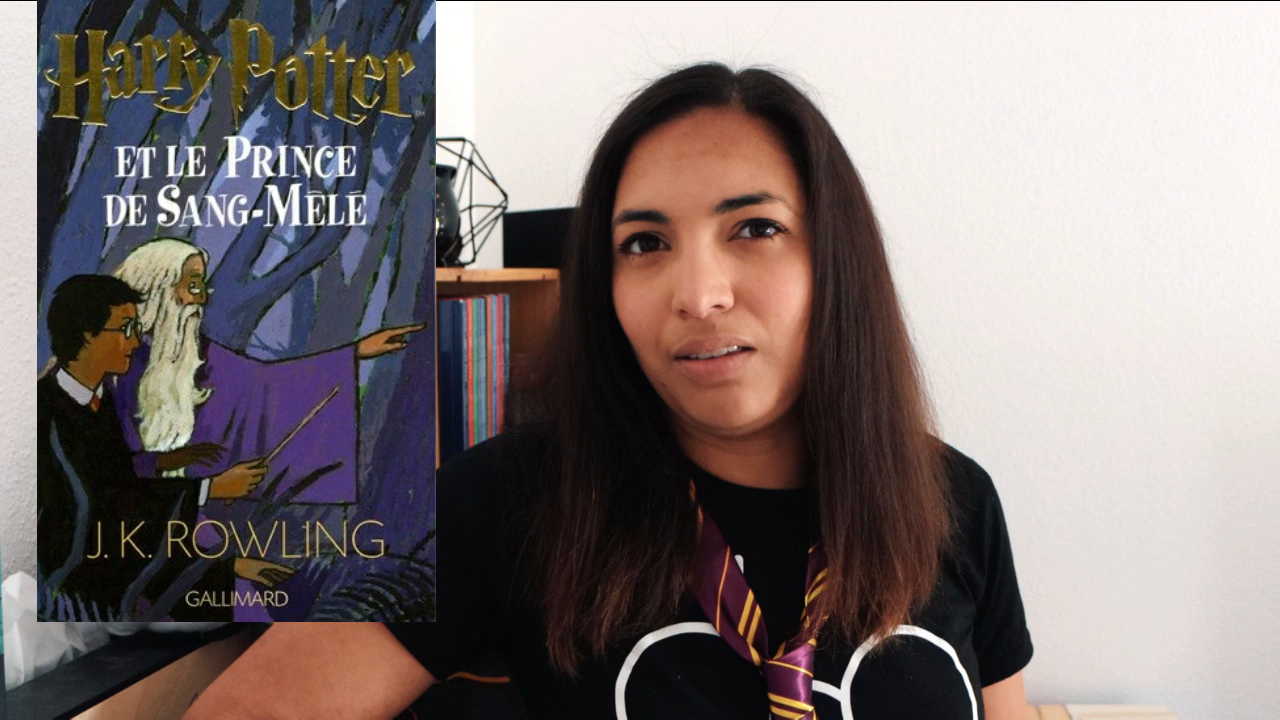 Harry Potter
ET LE PRINCE
DE SANG-MÊLÉ
J. K. ROWLING
GALLIMARD